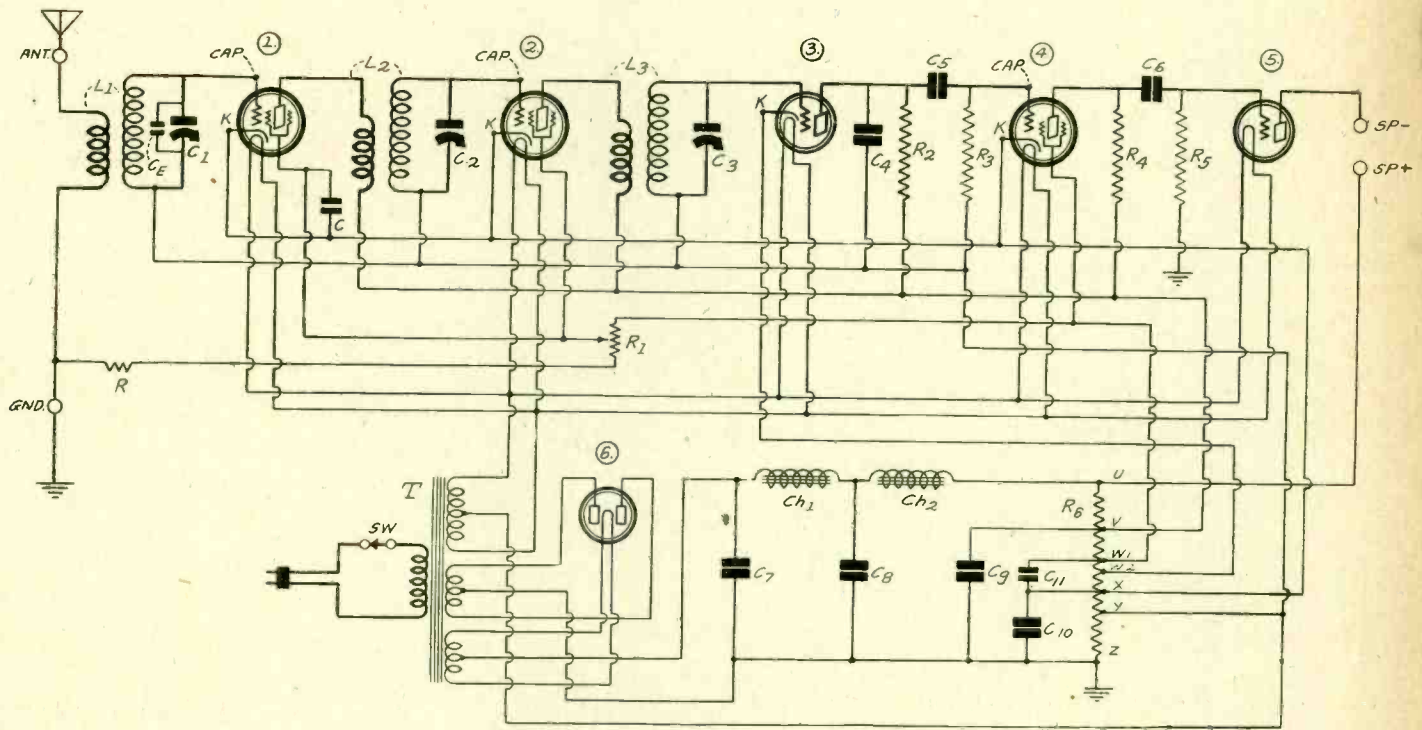 ANT.
L1
CE
C1
CAP.
1.
L2
C2
CAP.
2.
K
L3
C3
3.
K
C4
R2
C5
R3
CAP.
4
K
C6
R4
R5
5.
SP-
SP+
C
R
R1
GND.
T
SW
6.
Ch1
Ch2
C7
C8
C9
C11
C10
R6
U
V
W1
W2
X
Y
Z